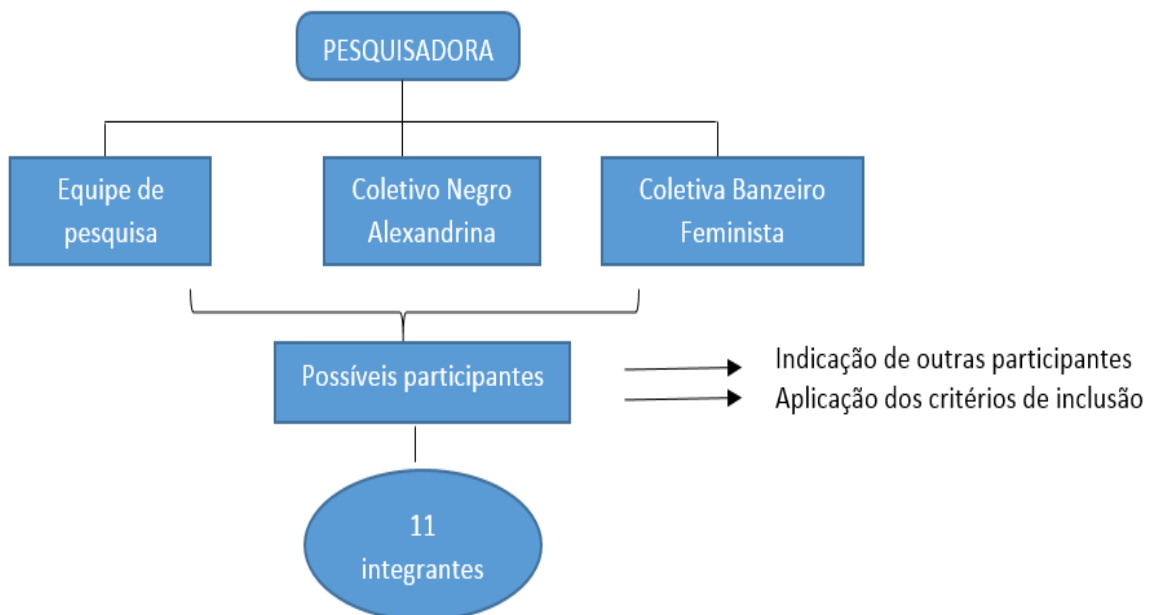 PESQUISADORA
Equipe de
pesquisa
Coletivo Negro
Alexandrina
Coletiva Banzeiro
Feminista
Possíveis participantes
Indicação de outras participantes
Aplicação dos critérios de inclusão
11
integrantes